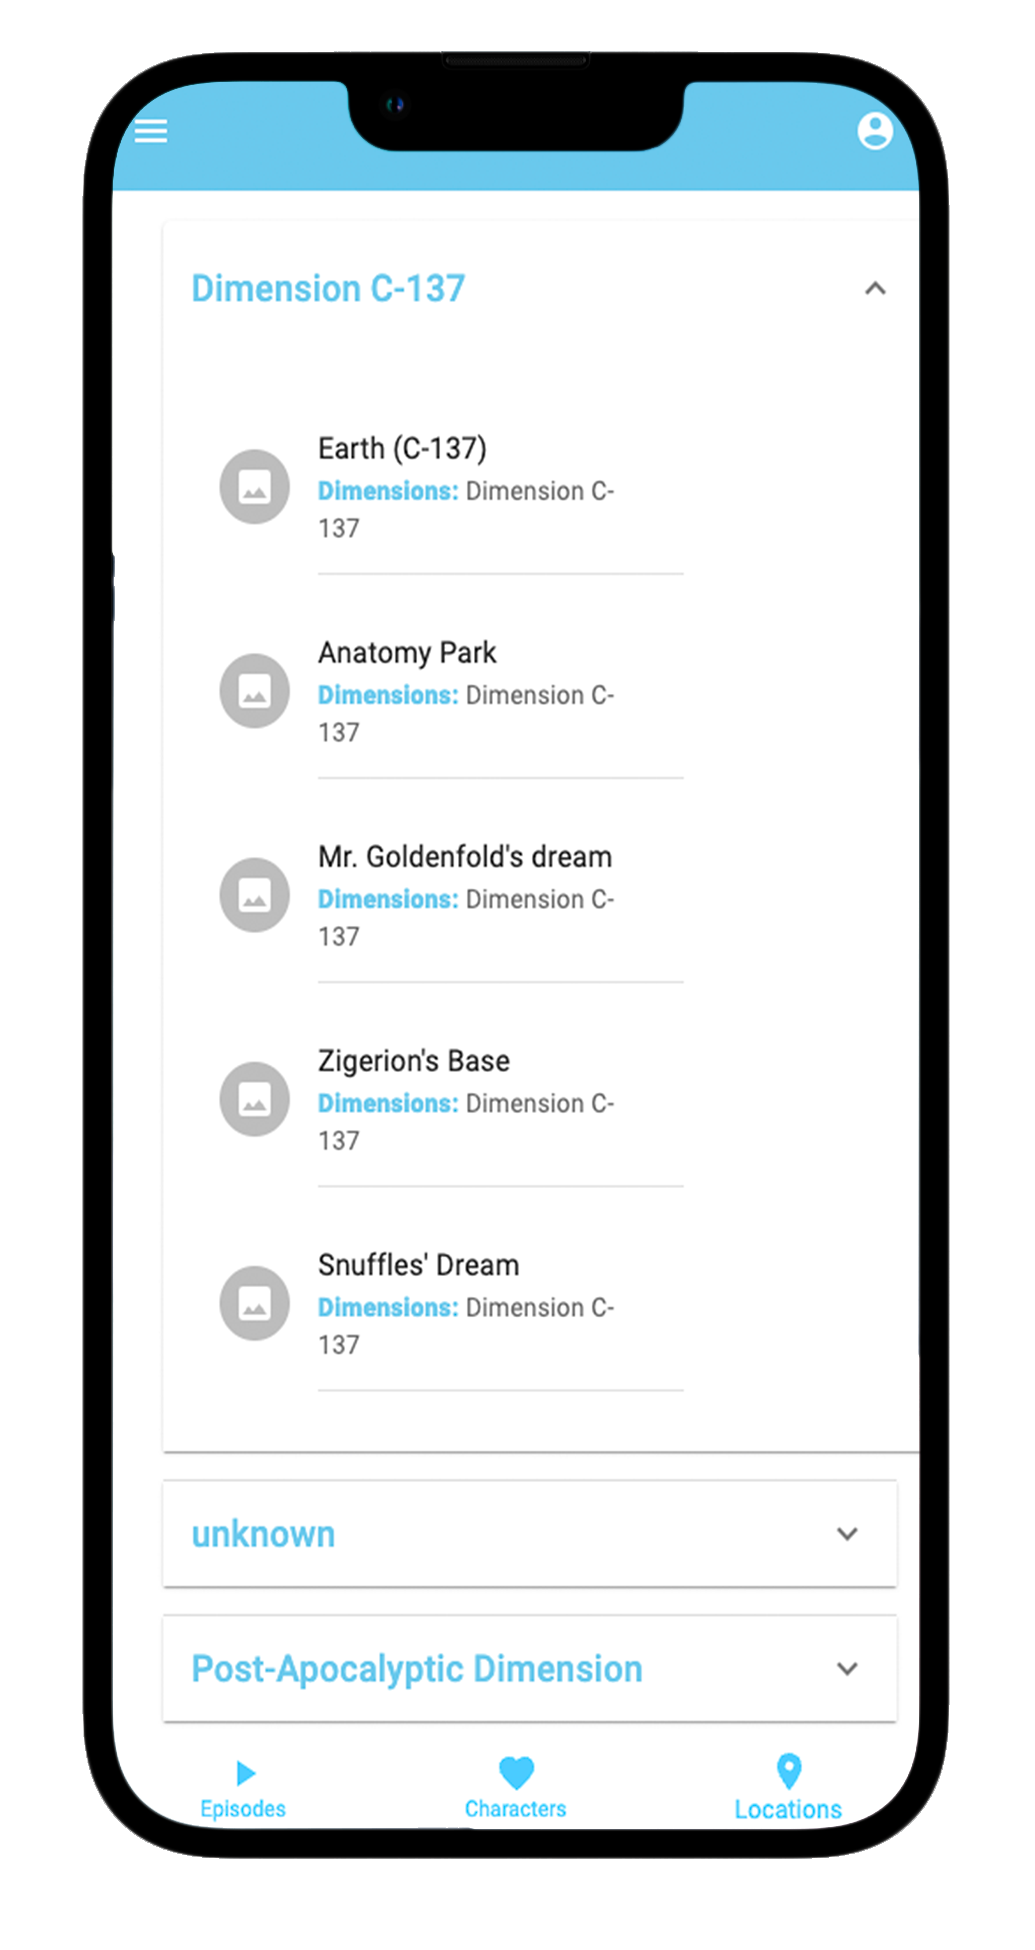 Dimension C-137
Earth (C-137)
Dimensions: Dimension C-
137
Anatomy Park
Dimensions: Dimension C-
137
Mr. Goldenfold's dream
Dimensions: Dimension C-
137
Zigerion's Base
Dimensions: Dimension C-
137
Snuffles' Dream
Dimensions: Dimension C-
137
unknown
Post-Apocalyptic Dimension
Episodes
Characters
Locations